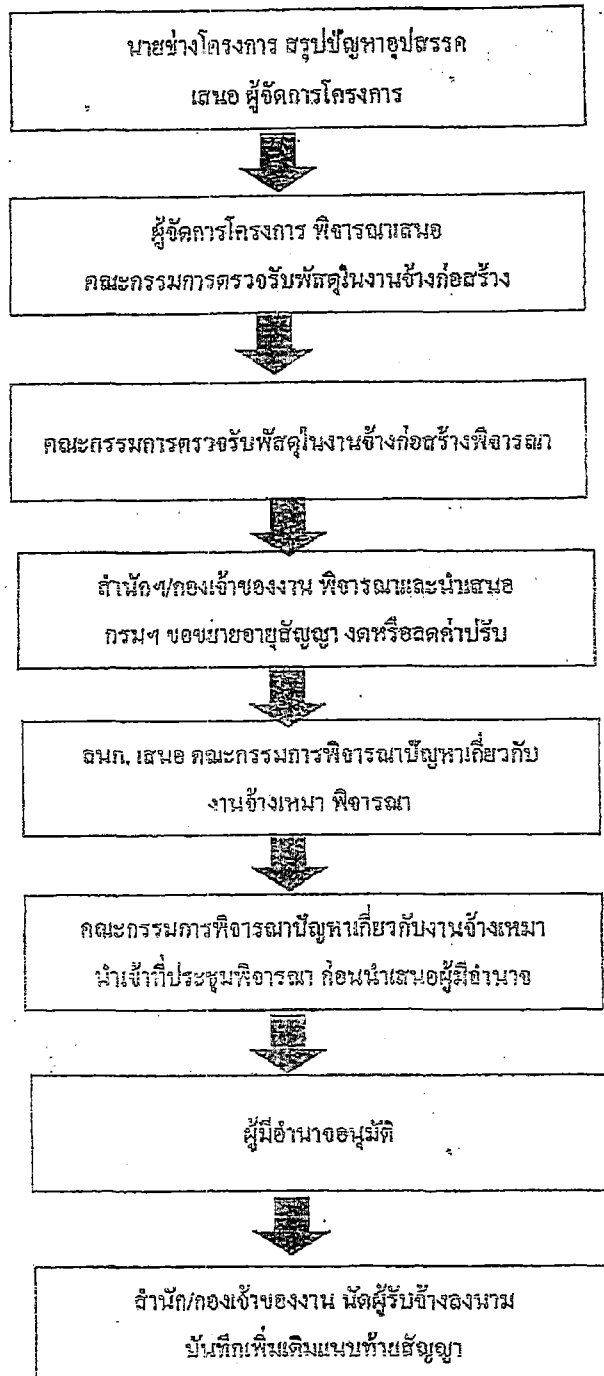 นายช่างโครงการ สรุปปัญหาอุปสรรค
เสนอ ผู้จัดการโครงการ
ผู้จัดการโครงการ พิจารณาเสนอ
คณะกรรมการตรวจรับพัสดุในงานจ้างก่อสร้าง
คณะกรรมการตรวจรับพัสดุในงานจ้างก่อสร้างพิจารณา
สำนักฯ/กองเจ้าของงาน พิจารณาและนำเสนอ
กรมฯ ขอขยายอายุสัญญา งดหรือลดค่าปรับ
สนก. เสนอ คณะกรรมการพิจารณาปัญหาเกี่ยวกับ
งานจ้างเหมา พิจารณา
คณะกรรมการพิจารณาปัญหาเกี่ยวกับงานจ้างเหมา
นำเข้าที่ประชุมพิจารณา ก่อนนำเสนอผู้มีอำนาจ
ผู้มีอำนาจอนุมัติ
สำนัก/กองเจ้าของงาน นัดผู้รับจ้างลงนาม
บันทึกเพิ่มเติมแนบท้ายสัญญา